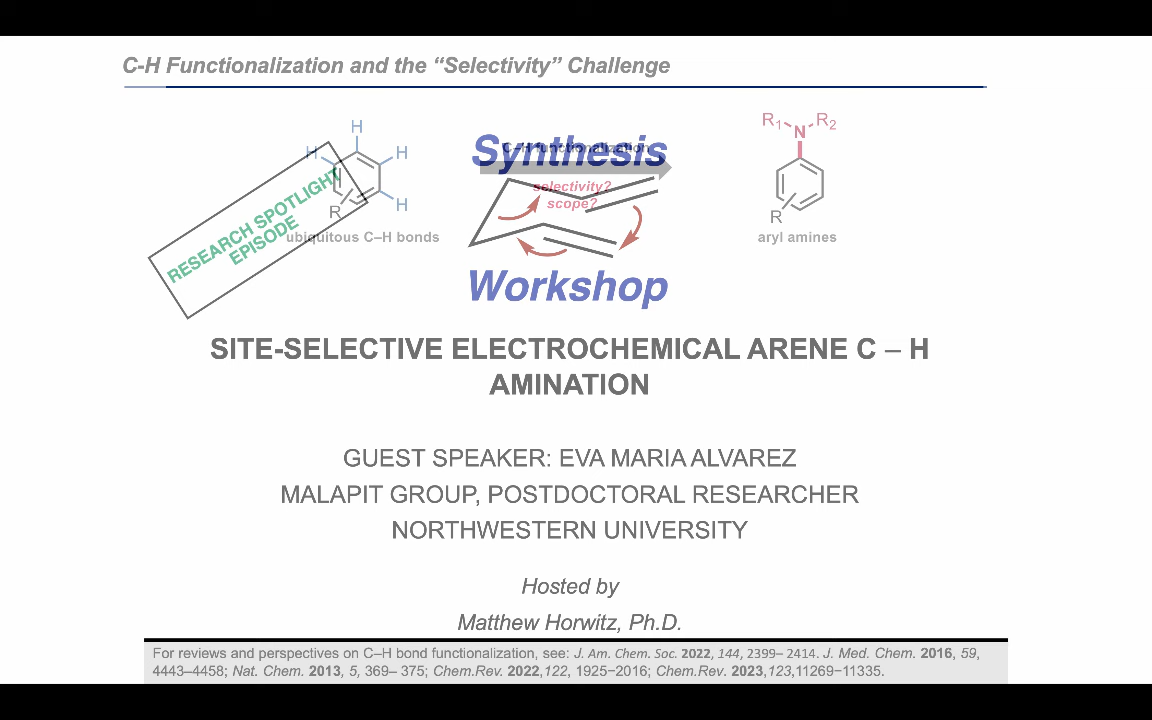 C-H Functionalization and the “Selectivity” Challenge
H
H
H
H
R
RESEARCH SPOTLIGHT
EPISODE
ubiquitous C–H bonds
Synthesis
C–H functionalization
selectivity?
scope?
Workshop
R1 N R2
R
aryl amines
SITE-SELECTIVE ELECTROCHEMICAL ARENE C – H
AMINATION
GUEST SPEAKER: EVA MARIA ALVAREZ
MALAPIT GROUP, POSTDOCTORAL RESEARCHER
NORTHWESTERN UNIVERSITY
Hosted by
Matthew Horwitz, Ph.D.
For reviews and perspectives on C–H bond functionalization, see: J. Am. Chem. Soc. 2022, 144, 2399– 2414. J. Med. Chem. 2016, 59,
4443–4458; Nat. Chem. 2013, 5, 369– 375; Chem.Rev. 2022,122, 1925−2016; Chem.Rev. 2023,123,11269−11335.